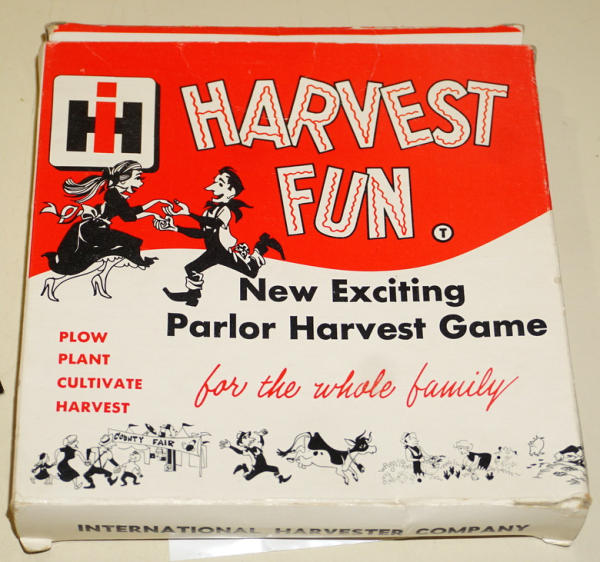 IH
HARVEST
FUN
T
New Exciting
Parlor Harvest Game
PLOW
PLANT
CULTIVATE
HARVEST
for the whole family
COUNTY FAIR
INTERNATIONAL HARVESTER COMPANY